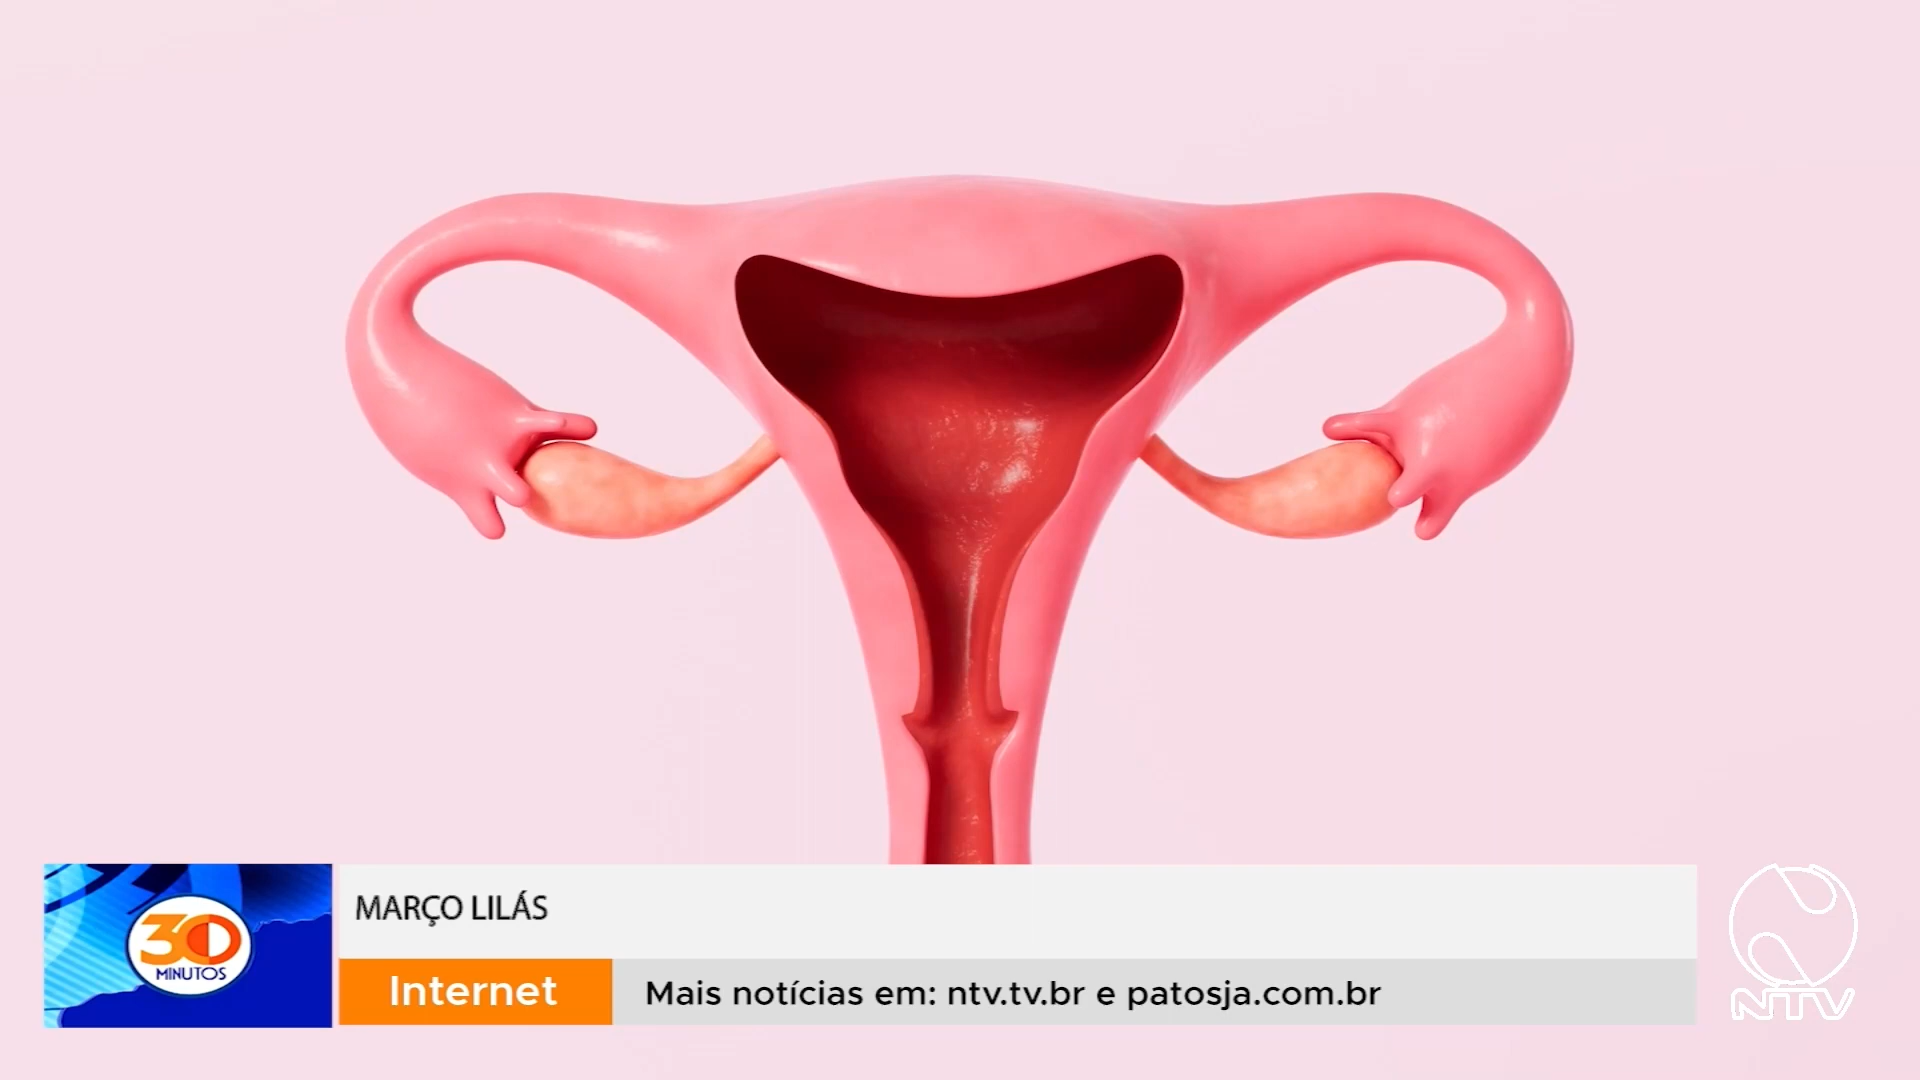 MARÇO LILÁS
30
MINUTOS
Internet
Mais notícias em: ntv.tv.br e patosja.com.br
NTV